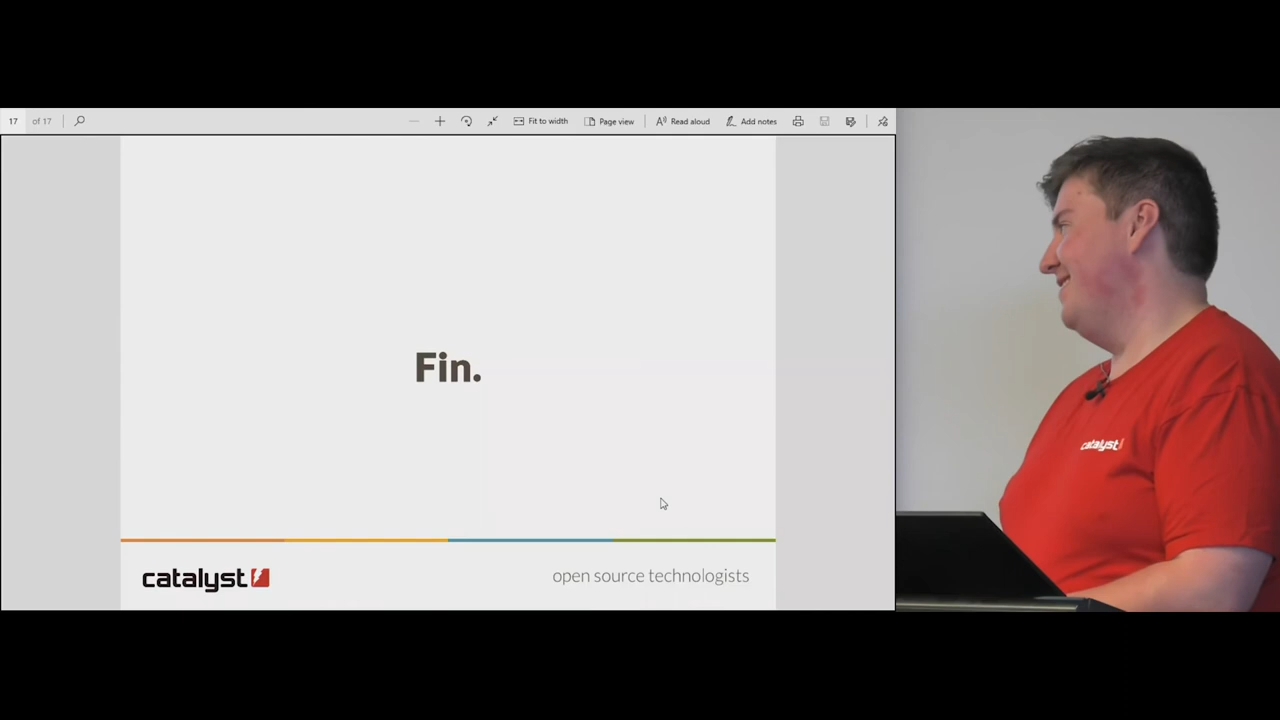 17 of 17 Fit to width Page view Read aloud Add notes
Fin.
catalyst
open source technologists
catalyst